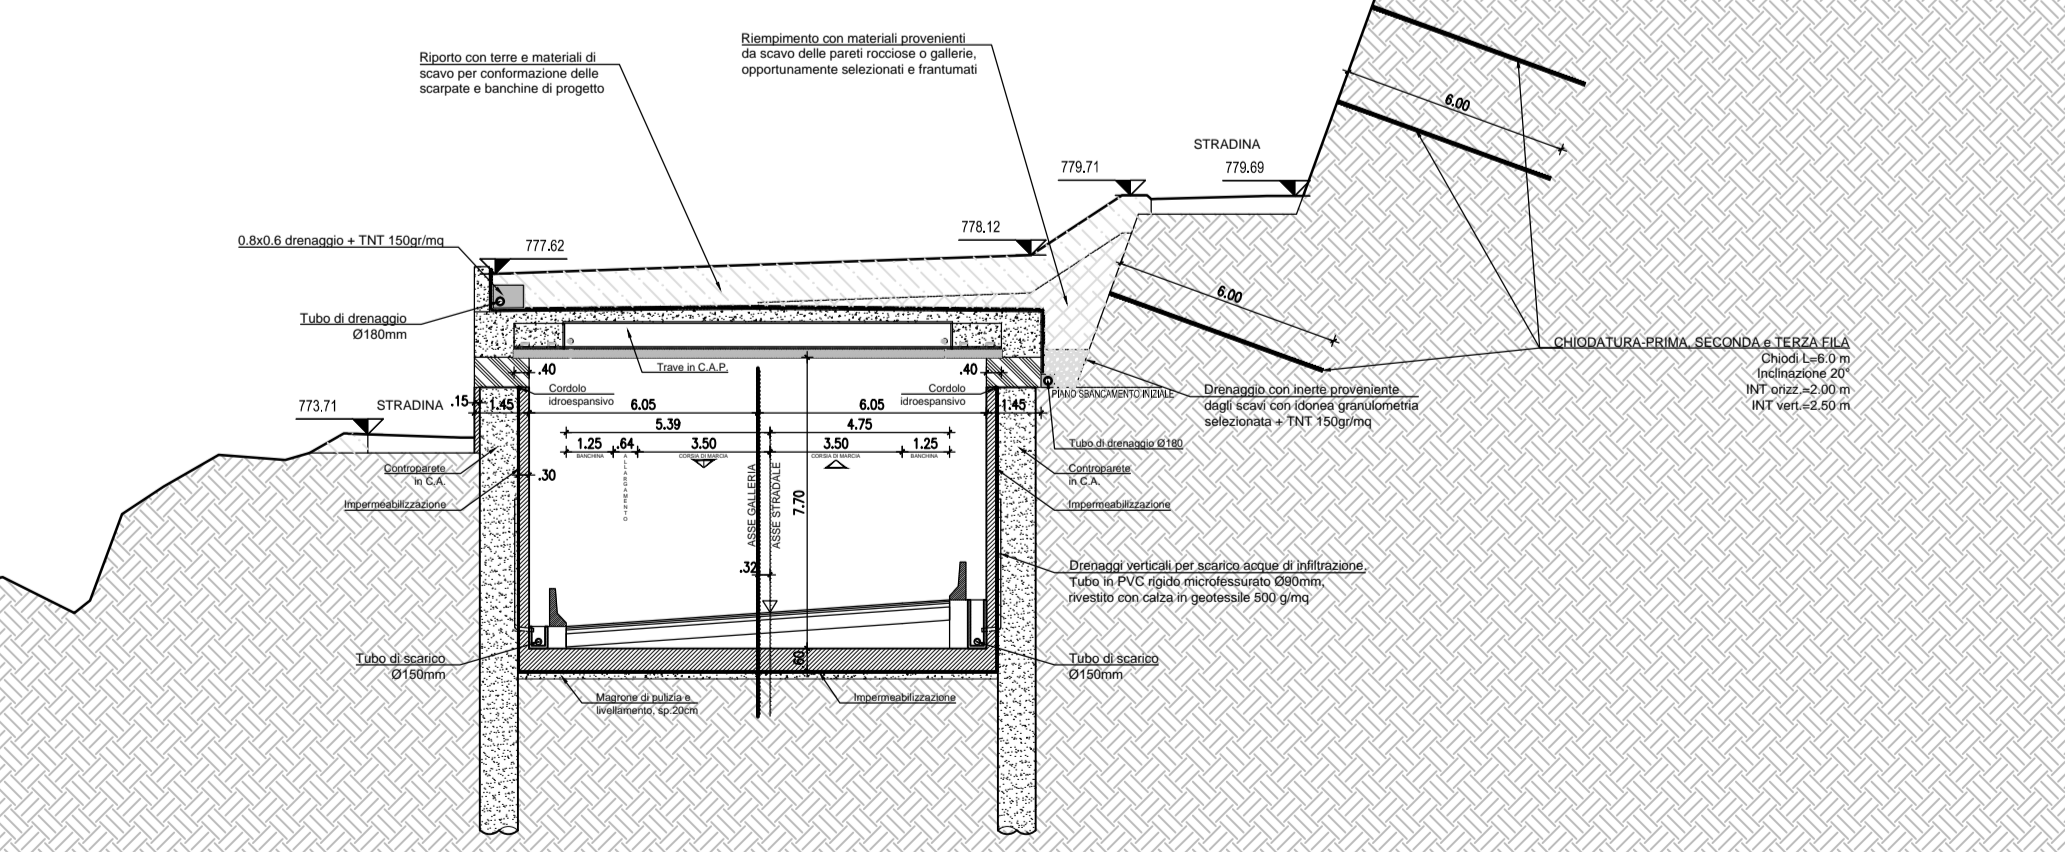 Riporto con terre e materiali di
scavo per conformazione delle
scarpate e banchine di progetto
Riempimento con materiali provenienti
da scavo delle pareti rocciose o gallerie,
opportunamente selezionati e frantumati
6.00
STRADINA
779.71
779.69
778.12
0.8x0.6 drenaggio + TNT 150gr/mq
777.62
6.00
Tubo di drenaggio
Ø180mm
CHIODATURA-PRIMA, SECONDA e TERZA FILA
Chiodi L=6.0 m
Inclinazione 20°
INT orizz.=2.00 m
INT vert.=2.50 m
.40
Trave in C.A.P.
.40
Cordolo
idroespansivo
Cordolo
idroespansivo
PIANO SBANCAMENTO INIZIALE
Drenaggio con inerte proveniente
dagli scavi con idonea granulometria
selezionata + TNT 150gr/mq
773.71
STRADINA
.15
1.45
6.05
6.05
1.45
5.39
4.75
1.25
.64
3.50
3.50
1.25
BANCHINA
CORSIA DI MARCIA
CORSIA DI MARCIA
BANCHINA
ALLARGAMENTO
Tubo di drenaggio Ø180
Controparete
in C.A.
.30
Impermeabilizzazione
ASSE GALLERIA
ASSE STRADALE
7.70
Controparete
in C.A.
Impermeabilizzazione
.32
Drenaggi verticali per scarico acque di infiltrazione.
Tubo in PVC rigido microfessurato Ø90mm,
rivestito con calza in geotessile 500 g/mq
Tubo di scarico
Ø150mm
.60
Tubo di scarico
Ø150mm
Magrone di pulizia e
livellamento, sp.20cm
Impermeabilizzazione